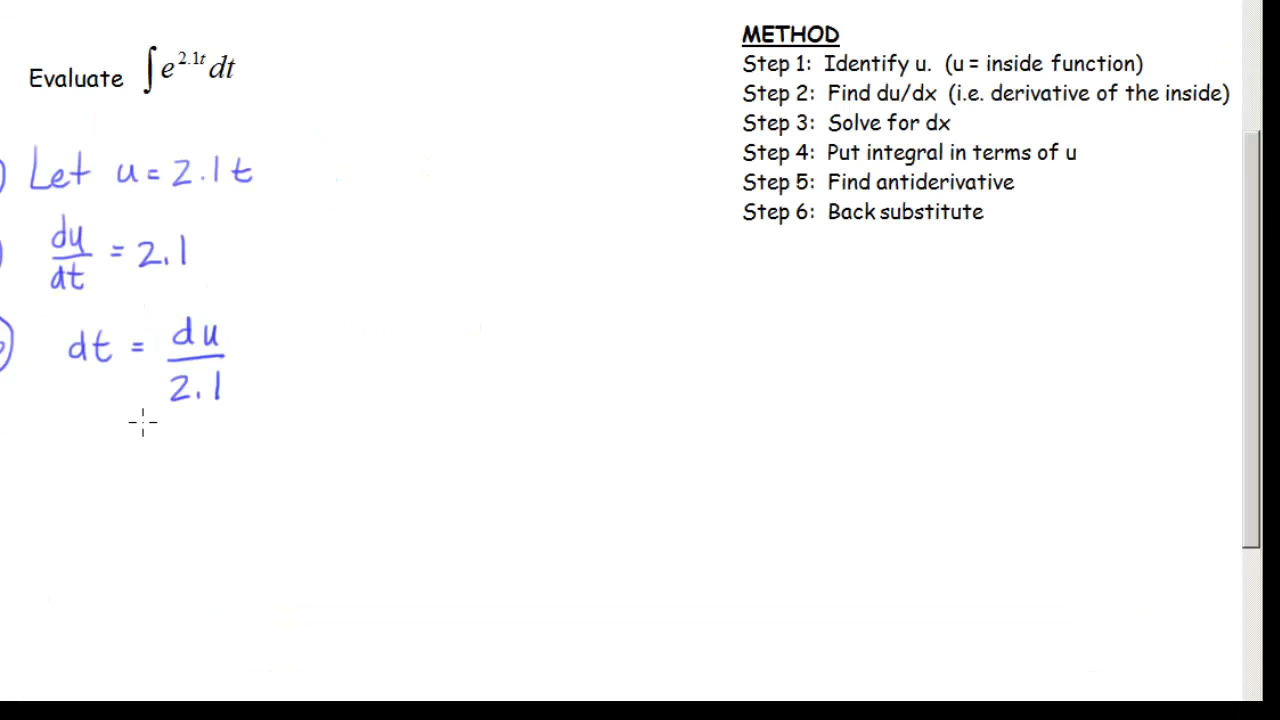 Evaluate ∫e^{2.1t} dt
) Let u = 2.1 t
) du/dt = 2.1
) dt = du/2.1
METHOD
Step 1: Identify u. (u = inside function)
Step 2: Find du/dx (i.e. derivative of the inside)
Step 3: Solve for dx
Step 4: Put integral in terms of u
Step 5: Find antiderivative
Step 6: Back substitute